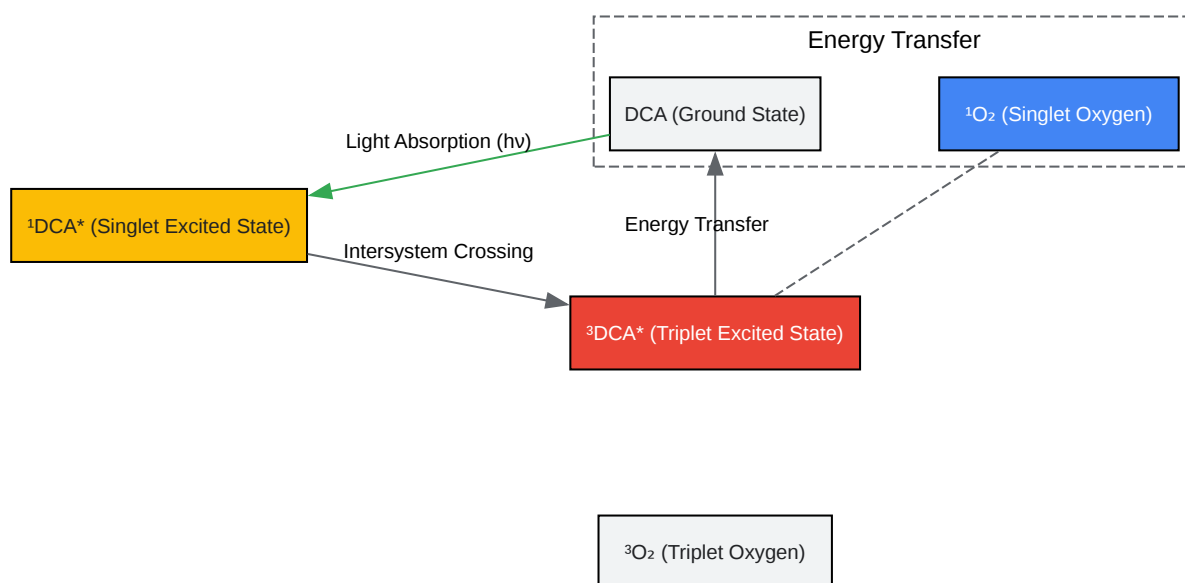 Energy Transfer
DCA (Ground State)
¹O₂ (Singlet Oxygen)
Light Absorption (hν)
¹DCA* (Singlet Excited State)
Energy Transfer
Intersystem Crossing
³DCA* (Triplet Excited State)
³O₂ (Triplet Oxygen)